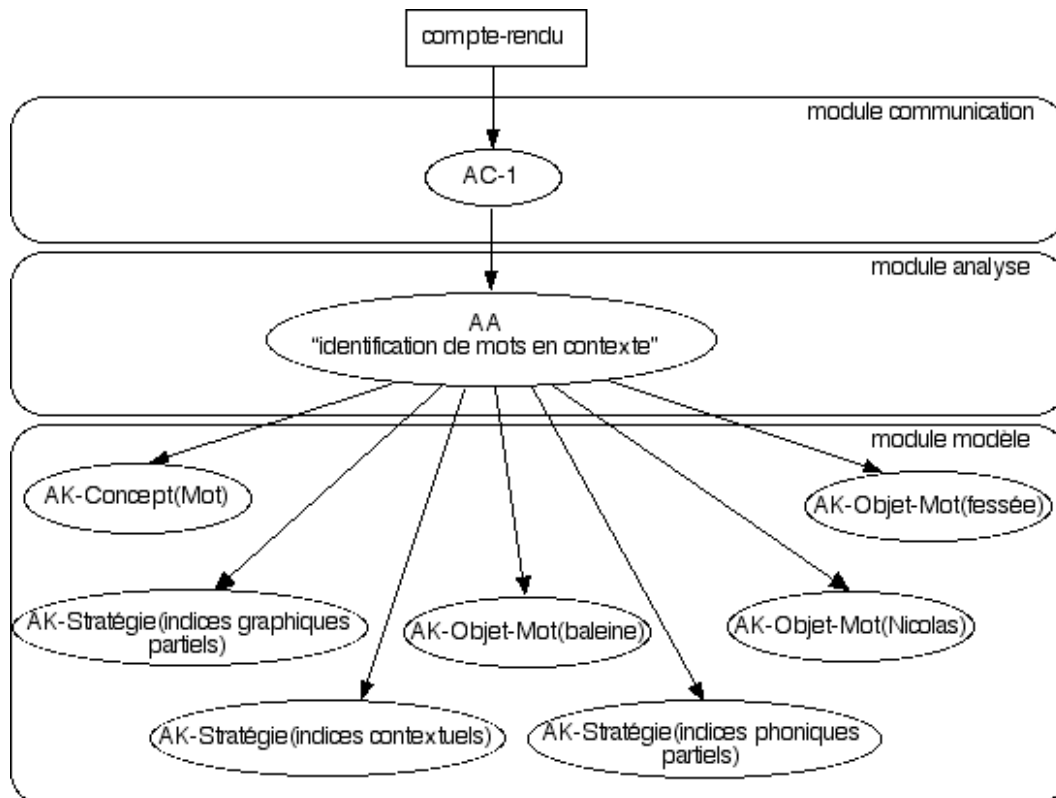 compte-rendu
module communication
AC-1
module analyse
AA
"identification de mots en contexte"
module modèle
AK-Concept(Mot)
AK-Objet-Mot(fessée)
AK-Stratégie(indices graphiques
partiels)
AK-Objet-Mot(baleine)
AK-Objet-Mot(Nicolas)
AK-Stratégie(indices contextuels)
AK-Stratégie(indices phoniques
partiels)